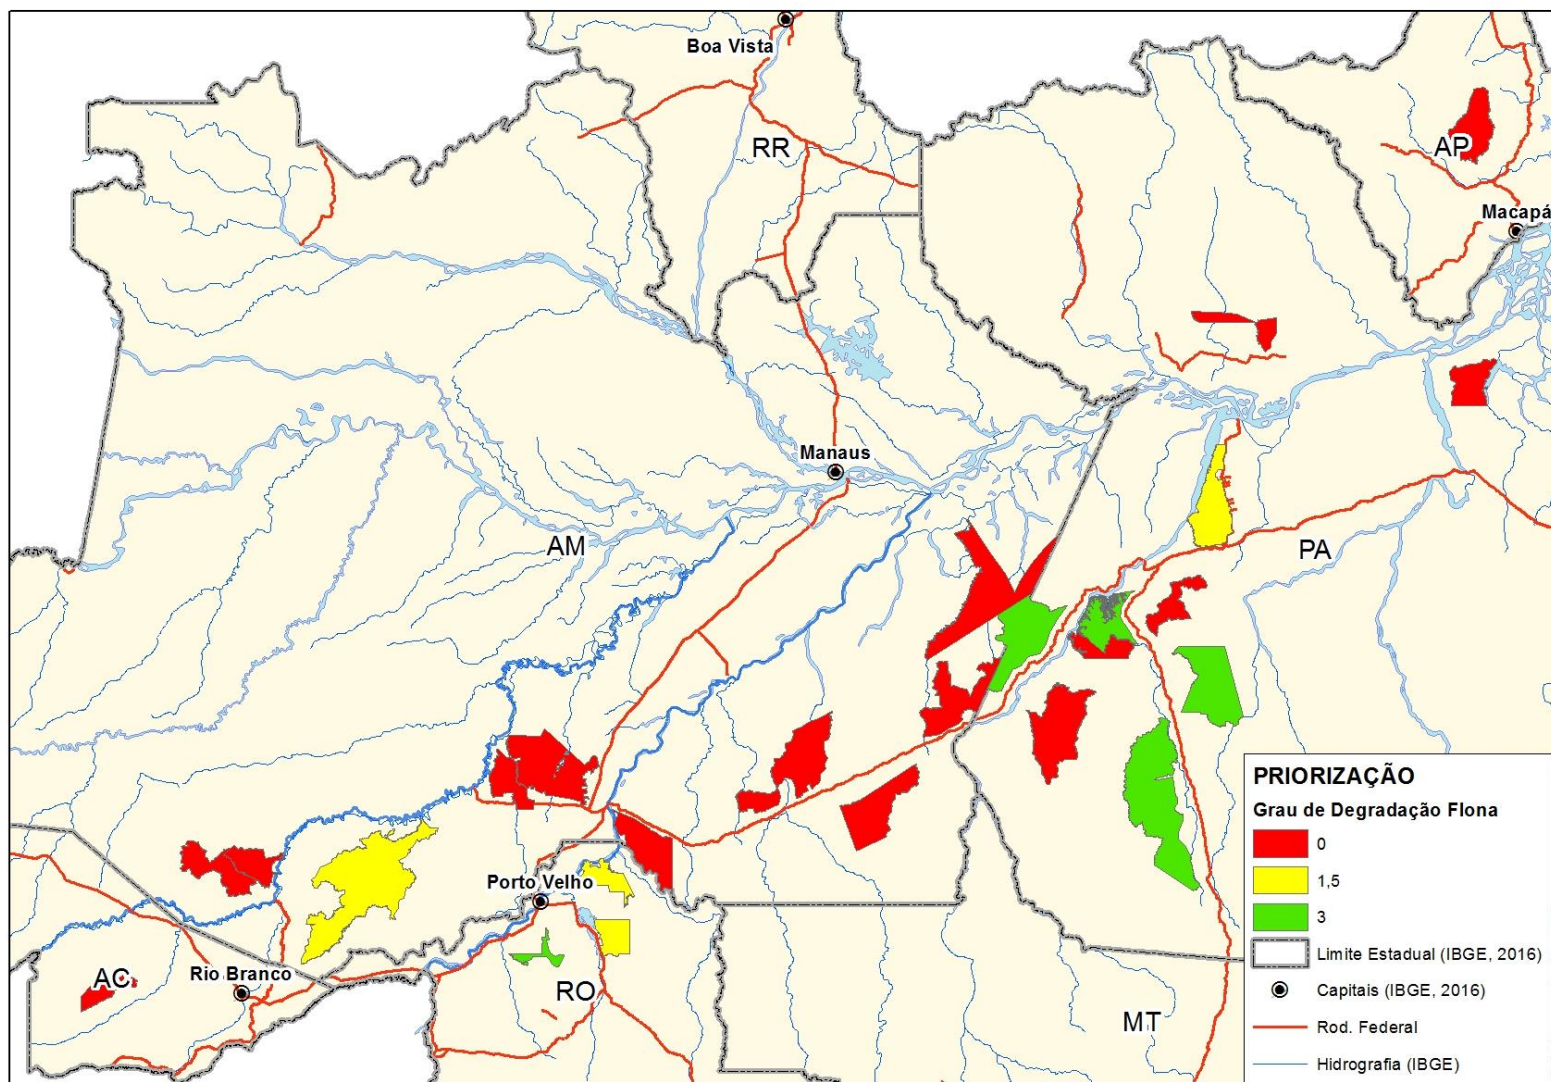 Boa Vista
RR
AP
Macapá
Manaus
AM
PA
Porto Velho
AC
Rio Branco
RO
MT
PRIORIZAÇÃO
Grau de Degradação Flona
0
1,5
3
Limite Estadual (IBGE, 2016)
Capitais (IBGE, 2016)
Rod. Federal
Hidrografia (IBGE)